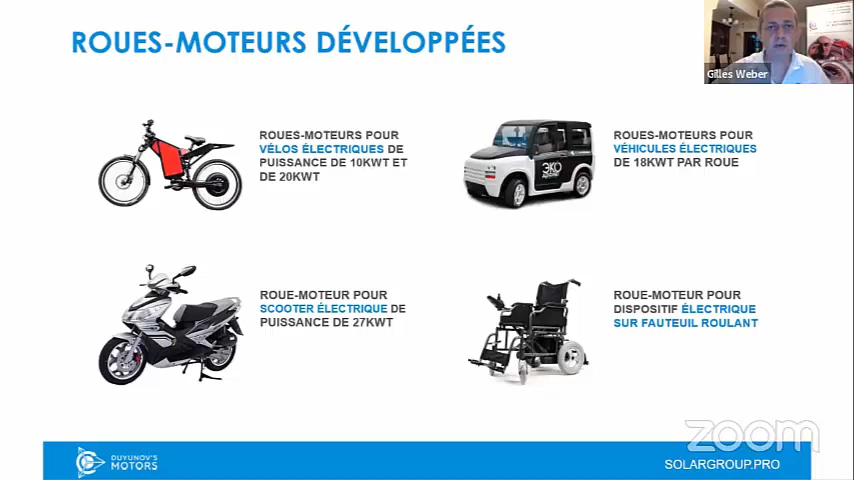 ROUES-MOTEURS DÉVELOPPÉES
Gilles Weber
ROUES-MOTEURS POUR
VÉLOS ÉLECTRIQUES DE
PUISSANCE DE 10KWT ET
DE 20KWT
ROUES-MOTEURS POUR
VÉHICULES ÉLECTRIQUES
DE 18KWT PAR ROUE
ЭКО
ROUE-MOTEUR POUR
SCOOTER ÉLECTRIQUE DE
PUISSANCE DE 27KWT
ROUE-MOTEUR POUR
DISPOSITIF ÉLECTRIQUE
SUR FAUTEUIL ROULANT
zoom
DUYUNOV'S
MOTORS
SOLARGROUP.PRO